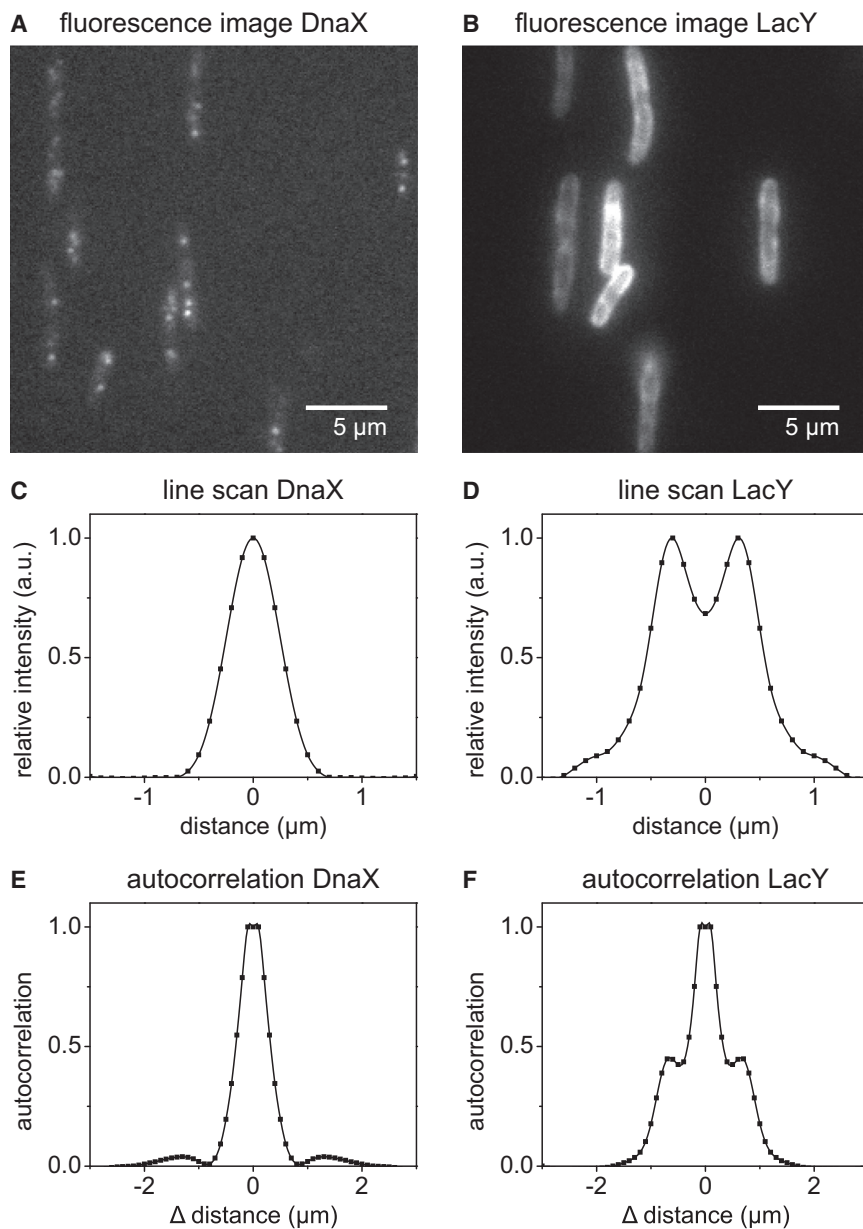 A fluorescence image DnaX
B fluorescence image LacY
5 µm
5 µm
C line scan DnaX
D line scan LacY
relative intensity (a.u.)
1.0
0.5
0.0
-1 0 1
distance (µm)
relative intensity (a.u.)
1.0
0.5
0.0
-1 0 1
distance (µm)
E autocorrelation DnaX
F autocorrelation LacY
autocorrelation
1.0
0.5
0.0
-2 0 2
Δ distance (µm)
autocorrelation
1.0
0.5
0.0
-2 0 2
Δ distance (µm)